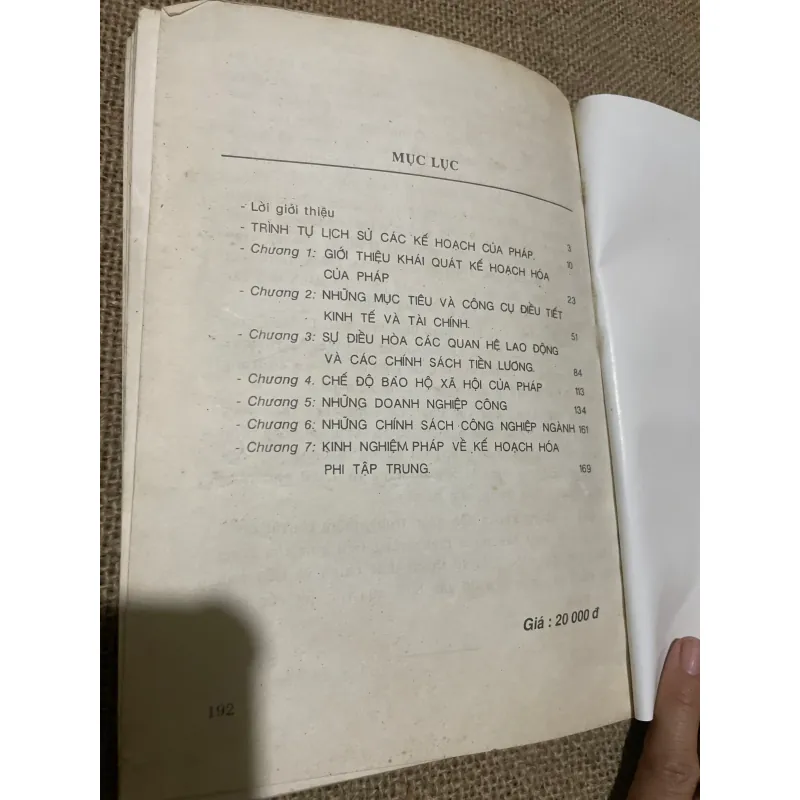 MỤC LỤC
- Lời giới thiệu
- TRÌNH TỰ LỊCH SỬ CÁC KẾ HOẠCH CỦA PHÁP. 3
- Chương 1: GIỚI THIỆU KHÁI QUÁT KẾ HOẠCH HÓA 10
CỦA PHÁP
- Chương 2: NHỮNG MỤC TIÊU VÀ CÔNG CỤ ĐIỀU TIẾT 23
KINH TẾ VÀ TÀI CHÍNH.
- Chương 3: SỰ ĐIỀU HÒA CÁC QUAN HỆ LAO ĐỘNG 51
VÀ CÁC CHÍNH SÁCH TIỀN LƯƠNG.
- Chương 4. CHẾ ĐỘ BẢO HỘ XÃ HỘI CỦA PHÁP 84
- Chương 5: NHỮNG DOANH NGHIỆP CÔNG 113
134
- Chương 6: NHỮNG CHÍNH SÁCH CÔNG NGHIỆP NGÀNH 161
- Chương 7: KINH NGHIỆM PHÁP VỀ KẾ HOẠCH HÓA
PHI TẬP TRUNG. 169
Giá : 20 000 đ
192